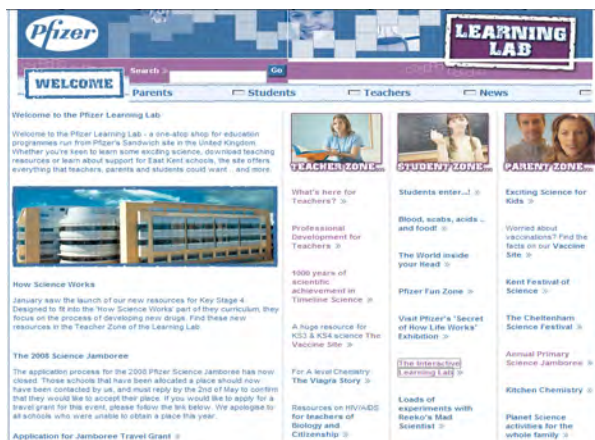 Pfizer
LEARNING
LAB
Search »
Go
WELCOME
Parents
Students
Teachers
News
Welcome to the Pfizer Learning Lab
Welcome to the Pfizer Learning Lab - a one-stop shop for education
programmes run from Pfizer's Sandwich site in the United Kingdom.
Whether you're keen to learn some exciting science, download teaching
resources or learn about support for East Kent schools, the site offers
everything that teachers, parents and students could want .. and more.
How Science Works
January saw the launch of our new resources for Key Stage 4.
Designed to fit into the 'How Science Works' part of they curriculum, they
focus on the process of developing new drugs. Find these new
resources in the Teacher Zone of the Learning Lab.
The 2008 Science Jamboree
The application process for the 2008 Pfizer Science Jamboree has now
closed. Those schools that have been allocated a place should now
have been contacted by us, and must reply by the 2nd of May to confirm
that they would like to accept their place. If you would like to apply for a
travel grant for this event, please follow the link below. We apologise to
all schools who were unable to obtain a place this year.
Application for Jamboree Travel Grant »
TEACHER ZONE...
What's here for
Teachers? »
Professional
Development for
Teachers »
1000 years of
scientific
achievement in
Timeline Science »
A huge resource for
KS3 & KS4 science The
Vaccine Site »
For A level Chemistry
The Viagra Story »
Resources on HIV/AIDS
for teachers of
Biology and
Citizenship »
STUDENT ZONE...
Students enter...! »
Blood, scabs, acids ..
and food! »
The World inside
your Head »
Pfizer Fun Zone »
Visit Pfizer's 'Secret
of How Life Works'
Exhibition »
The Interactive
Learning Lab »
Loads of
experiments with
Reeko's Mad
Scientist »
PARENT ZONE...
Exciting Science for
Kids »
Worried about
vaccinations? Find the
facts on our Vaccine
Site »
Kent Festival of
Science »
The Cheltenham
Science Festival »
Annual Primary
Science Jamboree »
Kitchen Chemistry »
Planet Science
activities for the
whole family »